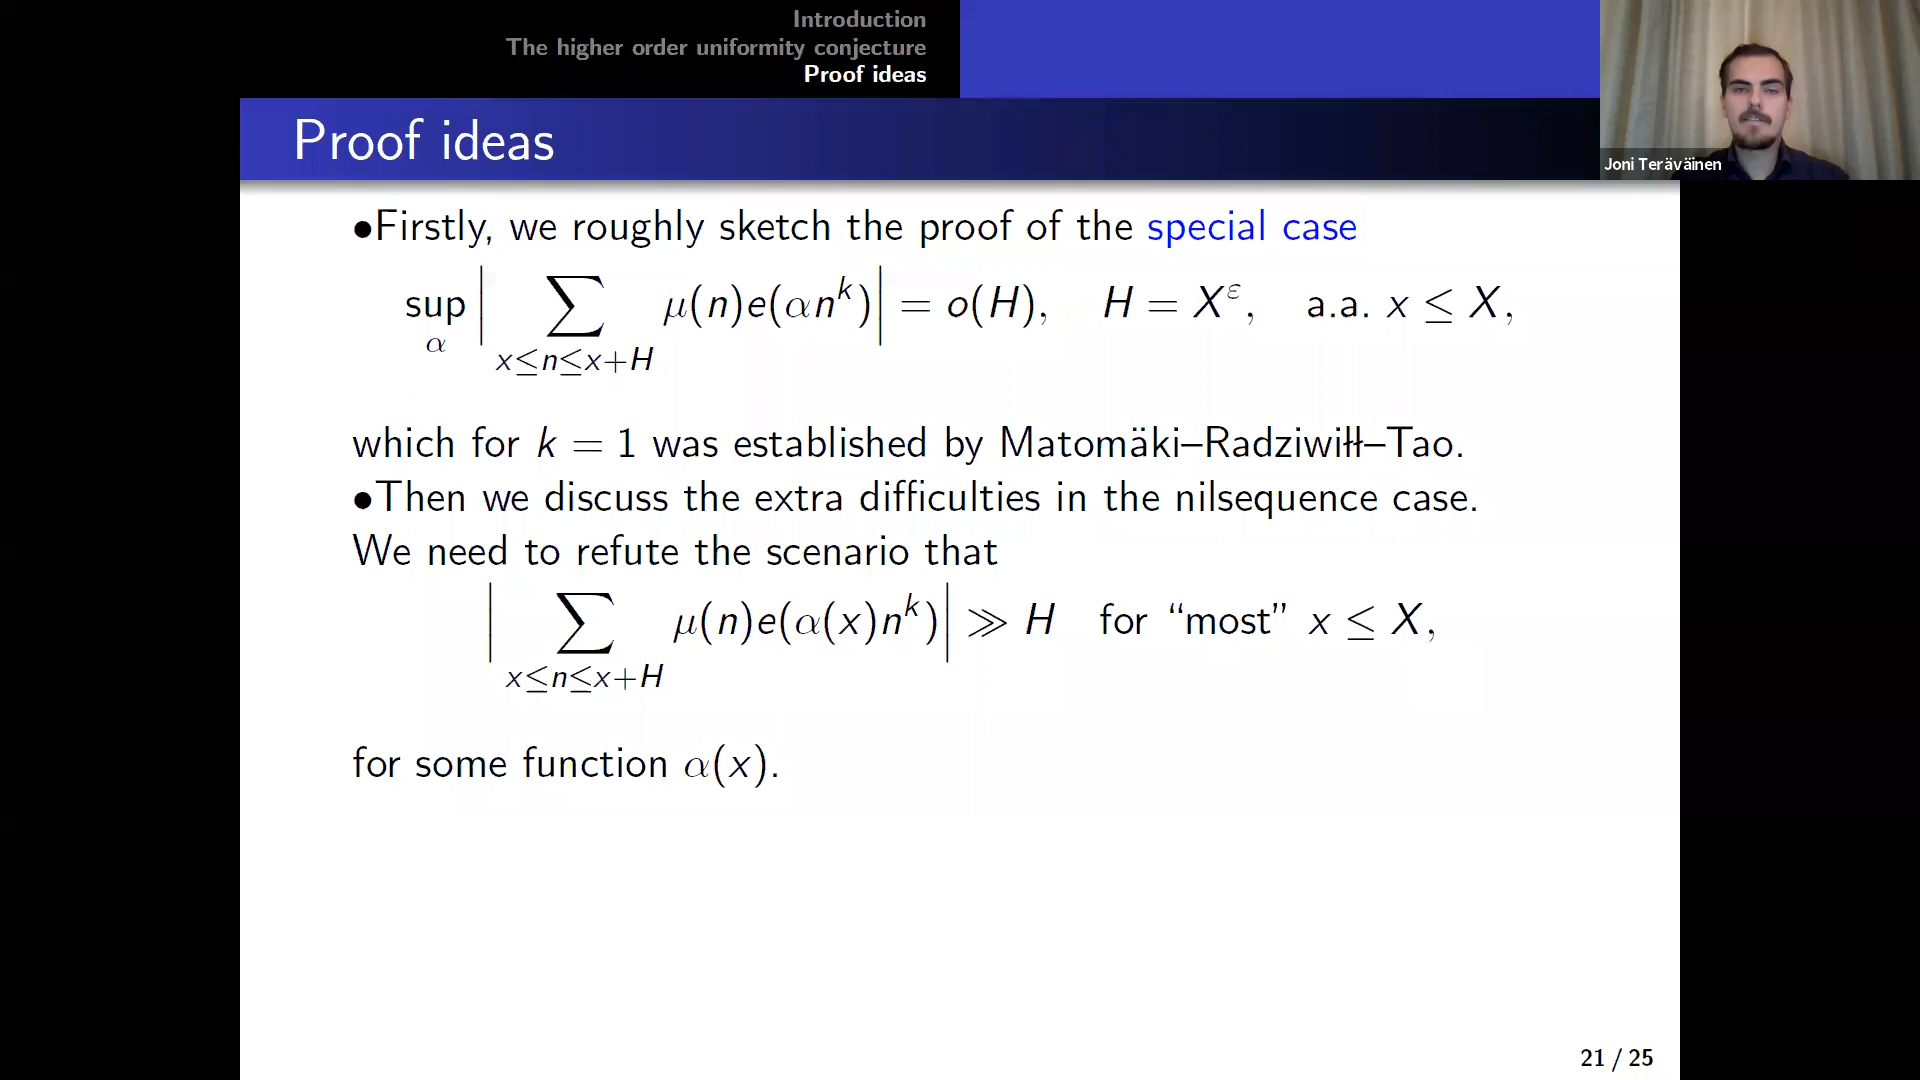 Introduction
The higher order uniformity conjecture
Proof ideas
Proof ideas
Joni Teräväinen
•Firstly, we roughly sketch the proof of the special case
sup_α | ∑_{x≤n≤x+H} μ(n)e(αn^k) | = o(H), H = X^ε, a.a. x ≤ X,
which for k = 1 was established by Matomäki–Radziwiłł–Tao.
•Then we discuss the extra difficulties in the nilsequence case.
We need to refute the scenario that
| ∑_{x≤n≤x+H} μ(n)e(α(x)n^k) | ≫ H for “most” x ≤ X,
for some function α(x).
21 / 25